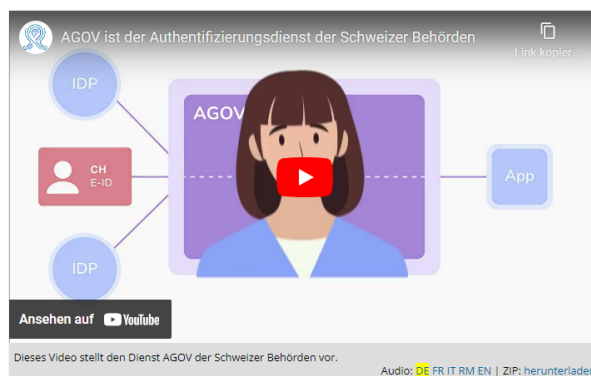 AGOV ist der Authentifizierungsdienst der Schweizer Behörden
Link kopier...
IDP
AGOV
CH
E-ID
App
IDP
Ansehen auf YouTube
Dieses Video stellt den Dienst AGOV der Schweizer Behörden vor.
Audio: DE FR IT RM EN | ZIP: herunterladen